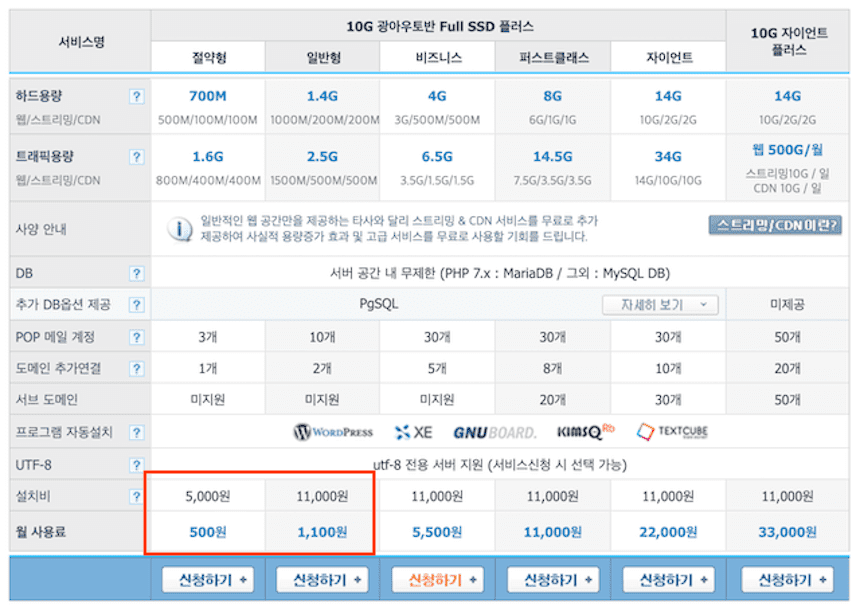 서비스명
10G 광아우토반 Full SSD 플러스
10G 자이언트
플러스
절약형 일반형 비즈니스 퍼스트클래스 자이언트
하드용량 ? 700M 1.4G 4G 8G 14G 14G
웹/스트리밍/CDN 500M/100M/100M 1000M/200M/200M 3G/500M/500M 6G/1G/1G 10G/2G/2G 10G/2G/2G
트래픽용량 ? 1.6G 2.5G 6.5G 14.5G 34G 웹 500G/월
웹/스트리밍/CDN 800M/400M/400M 1500M/500M/500M 3.5G/1.5G/1.5G 7.5G/3.5G/3.5G 14G/10G/10G 스트리밍10G / 일
CDN 10G / 일
사양 안내 i 일반적인 웹 공간만을 제공하는 타사와 달리 스트리밍 & CDN 서비스를 무료로 추가
제공하여 사실적 용량증가 효과 및 고급 서비스를 무료로 사용할 기회를 드립니다.
스트리밍/CDN이란?
DB ? 서버 공간 내 무제한 (PHP 7.x : MariaDB / 그외 : MySQL DB)
추가 DB옵션 제공 ? PgSQL 자세히 보기 미제공
POP 메일 계정 ? 3개 10개 30개 30개 30개 50개
도메인 추가연결 ? 1개 2개 5개 8개 10개 20개
서브 도메인 미지원 미지원 미지원 20개 30개 50개
프로그램 자동설치 ? WORDPRESS XE GNUBOARD. KIMSQ Rb TEXTCUBE
UTF-8 ? utf-8 전용 서버 지원 (서비스신청 시 선택 가능)
설치비 ? 5,000원 11,000원 11,000원 11,000원 11,000원 11,000원
월 사용료 500원 1,100원 5,500원 11,000원 22,000원 33,000원
신청하기 + 신청하기 + 신청하기 + 신청하기 + 신청하기 + 신청하기 +